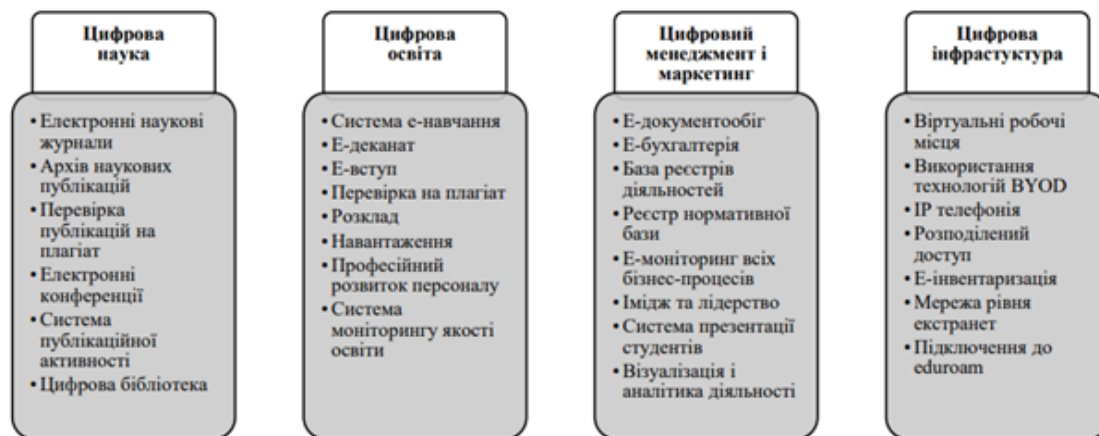 Цифрова
наука
• Електронні наукові
журнали
• Архів наукових
публікацій
• Перевірка
публікацій на
плагіат
• Електронні
конференції
• Система
публікаційної
активності
• Цифрова бібліотека
Цифрова
освіта
• Система е-навчання
• Е-деканат
• Е-вступ
• Перевірка на плагіат
• Розклад
• Навантаження
• Професійний
розвиток персоналу
• Система
моніторингу якості
освіти
Цифровий
менеджмент і
маркетинг
• Е-документообіг
• Е-бухгалтерія
• База реєстрів
діяльностей
• Реєстр нормативної
бази
• Е-моніторинг всіх
бізнес-процесів
• Імідж та лідерство
• Система презентації
студентів
• Візуалізація і
аналітика діяльності
Цифрова
інфраструктура
• Віртуальні робочі
місця
• Використання
технологій BYOD
• IP телефонія
• Розподілений
доступ
• Е-інвентаризація
• Мережа рівня
екстранет
• Підключення до
eduroam